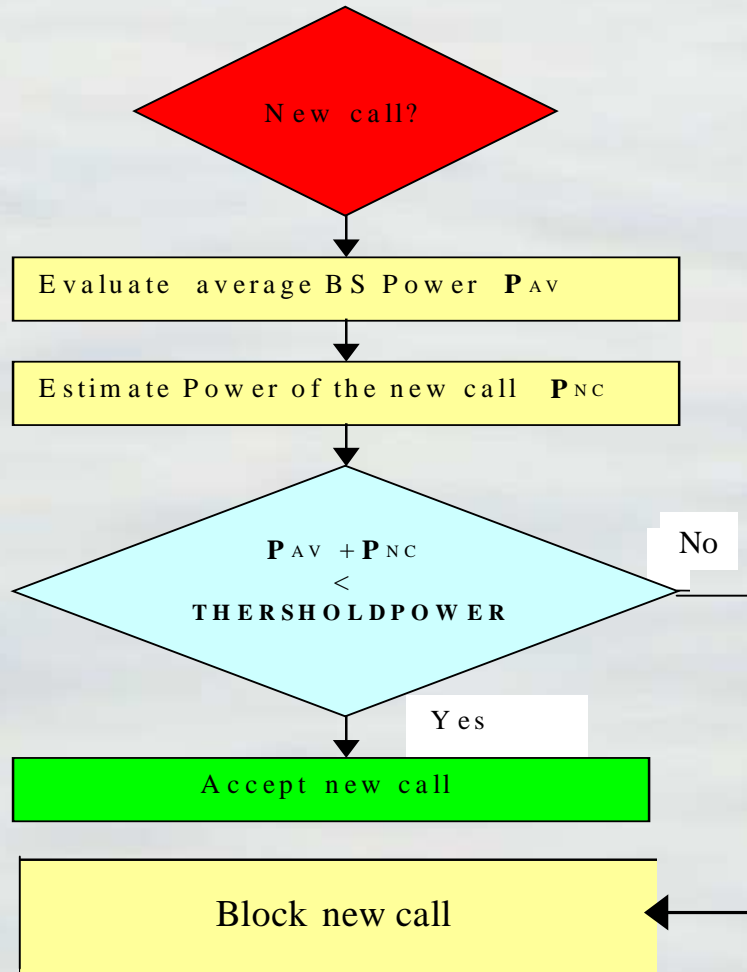 New call?
Evaluate average BS Power PAV
Estimate Power of the new call PNC
PAV + PNC
<
THERSHOLDPOWER
No
Yes
Accept new call
Block new call